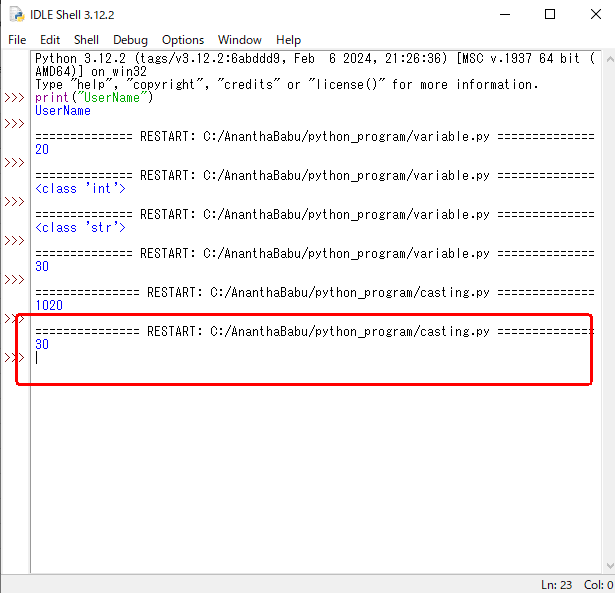 IDLE Shell 3.12.2
File Edit Shell Debug Options Window Help
Python 3.12.2 (tags/v3.12.2:6abddd9, Feb  6 2024, 21:26:36) [MSC v.1937 64 bit (
AMD64)] on win32
Type "help", "copyright", "credits" or "license()" for more information.
>>> print("UserName")
UserName
>>>
============== RESTART: C:/AnanthaBabu/python_program/variable.py ==============
20
>>>
============== RESTART: C:/AnanthaBabu/python_program/variable.py ==============
<class 'int'>
>>>
============== RESTART: C:/AnanthaBabu/python_program/variable.py ==============
<class 'str'>
>>>
============== RESTART: C:/AnanthaBabu/python_program/variable.py ==============
30
>>>
=============== RESTART: C:/AnanthaBabu/python_program/casting.py ==============
1020
>>>
=============== RESTART: C:/AnanthaBabu/python_program/casting.py ==============
30
>>>
Ln: 23 Col: 0